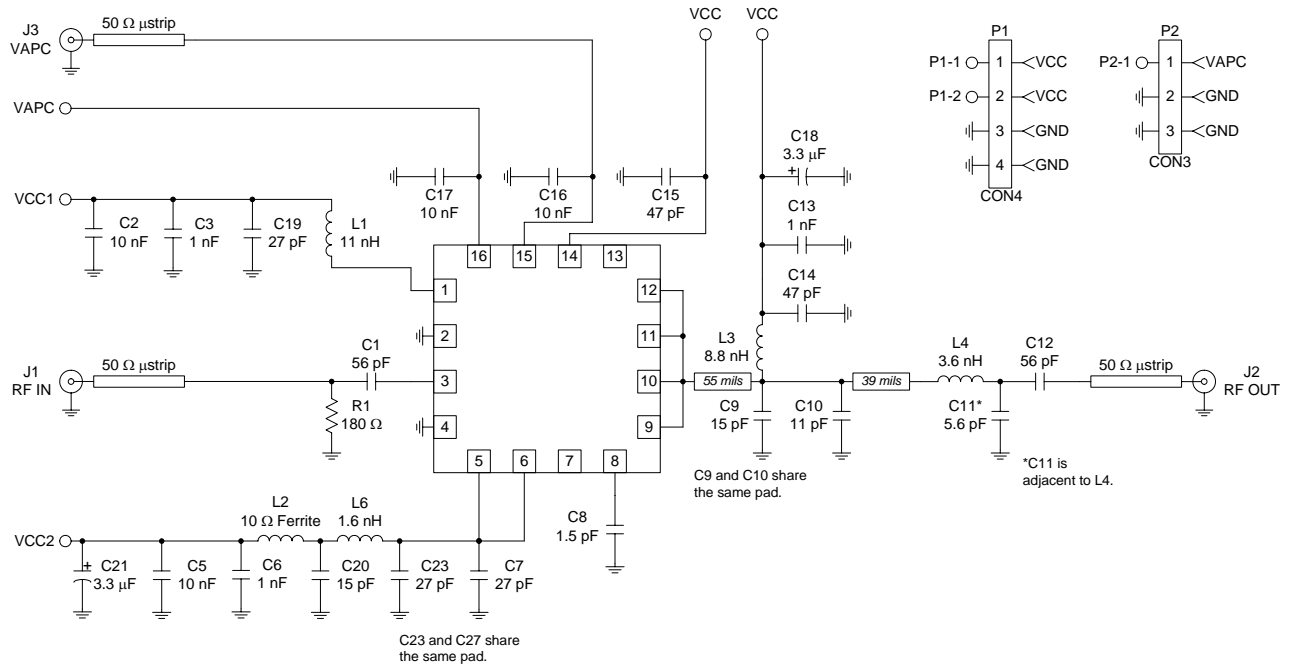 J3
VAPC
50 Ω µstrip
VCC
VCC
P1
P2
P1-1
1
VCC
P1-2
2
VCC
3
GND
4
GND
CON4
P2-1
1
VAPC
2
GND
3
GND
CON3
VAPC
C17
10 nF
C16
10 nF
C15
47 pF
C18
3.3 µF
+
C13
1 nF
C14
47 pF
VCC1
C2
10 nF
C3
1 nF
C19
27 pF
L1
11 nH
16
15
14
13
1
2
3
4
12
11
10
9
5
6
7
8
J1
RF IN
50 Ω µstrip
C1
56 pF
R1
180 Ω
55 mils
L3
8.8 nH
C9
15 pF
C10
11 pF
39 mils
L4
3.6 nH
C11*
5.6 pF
C12
56 pF
50 Ω µstrip
J2
RF OUT
C9 and C10 share
the same pad.
*C11 is
adjacent to L4.
VCC2
+
C21
3.3 µF
C5
10 nF
C6
1 nF
L2
10 Ω Ferrite
C20
15 pF
L6
1.6 nH
C23
27 pF
C7
27 pF
C8
1.5 pF
C23 and C27 share
the same pad.